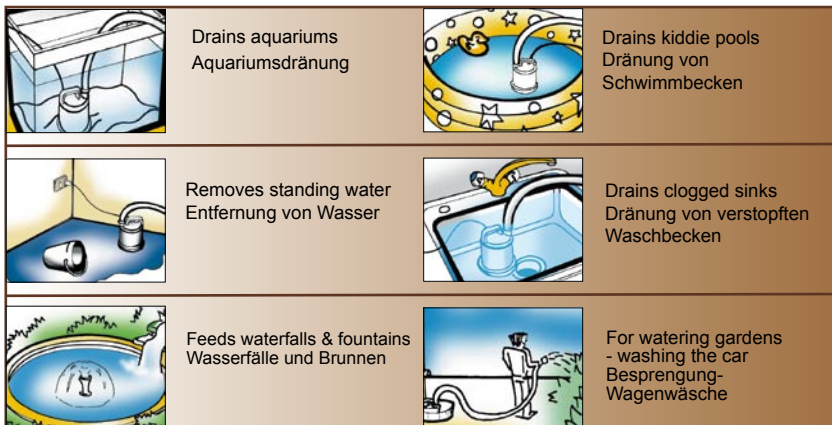 Drains aquariums
Aquariumsdränung
Drains kiddie pools
Dränung von
Schwimmbecken
Removes standing water
Entfernung von Wasser
Drains clogged sinks
Dränung von verstopften
Waschbecken
Feeds waterfalls & fountains
Wasserfälle und Brunnen
For watering gardens
- washing the car
Besprengung-
Wagenwäsche